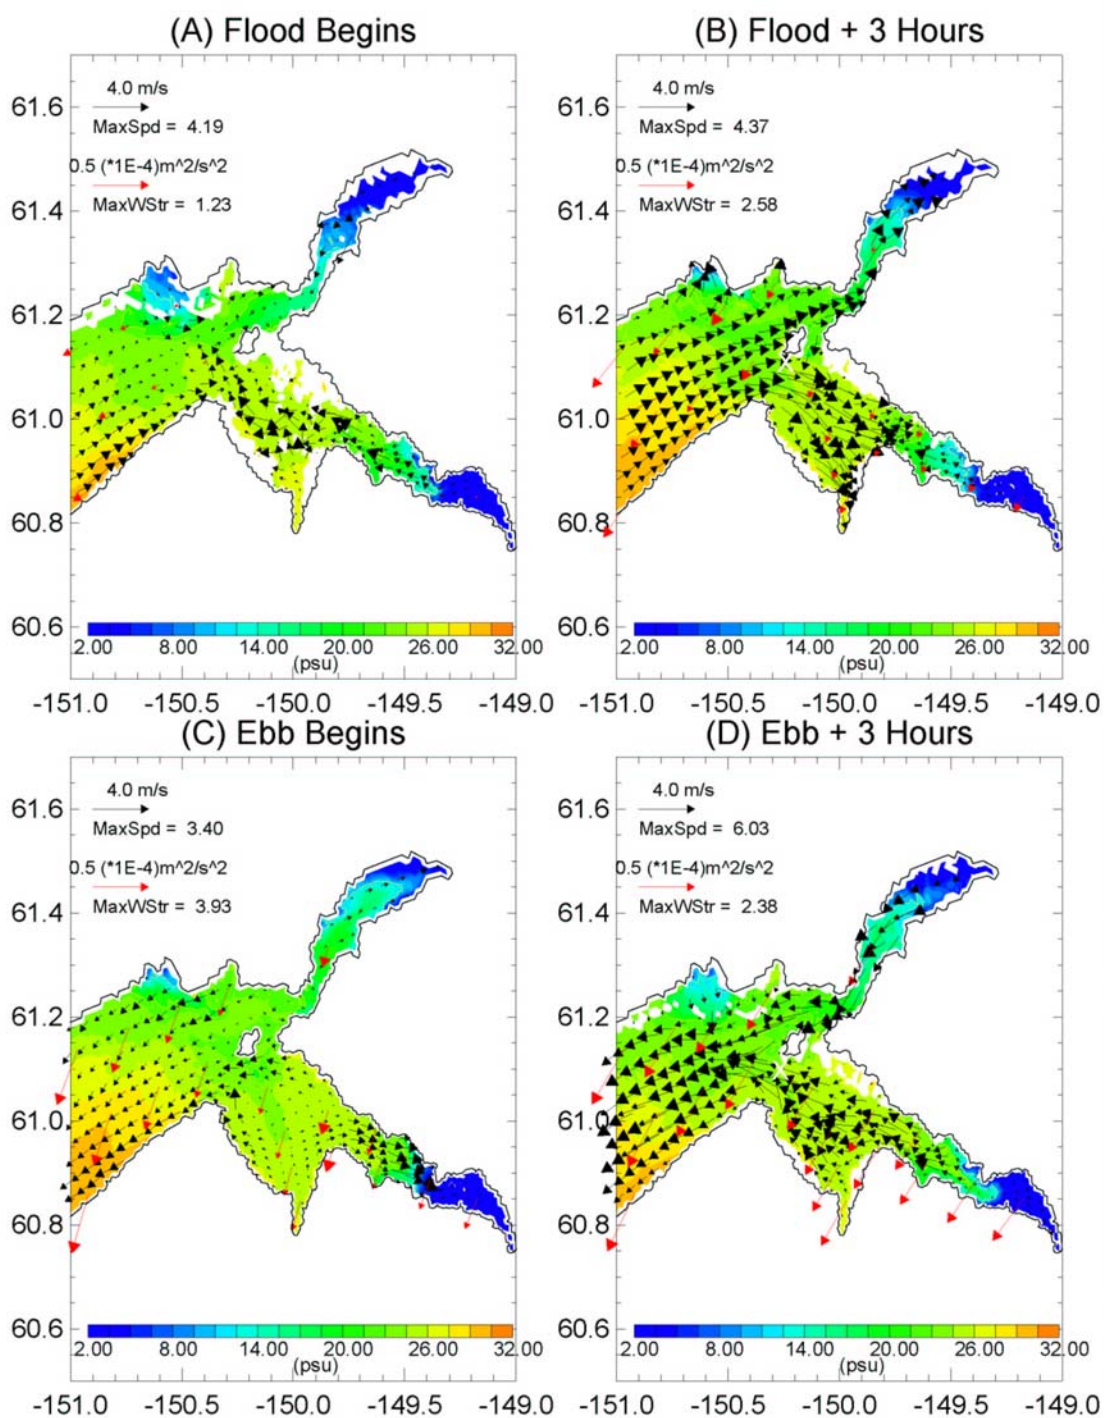 (A) Flood Begins
(B) Flood + 3 Hours
4.0 m/s
MaxSpd = 4.19
0.5 (*1E-4)m^2/s^2
MaxWStr = 1.23
4.0 m/s
MaxSpd = 4.37
0.5 (*1E-4)m^2/s^2
MaxWStr = 2.58
61.6
61.4
61.2
61.0
60.8
60.6
61.6
61.4
61.2
61.0
60.8
60.6
2.00 8.00 14.00 20.00 26.00 32.00
(psu)
2.00 8.00 14.00 20.00 26.00 32.00
(psu)
-151.0 -150.5 -150.0 -149.5 -149.0
-151.0 -150.5 -150.0 -149.5 -149.0
(C) Ebb Begins
(D) Ebb + 3 Hours
4.0 m/s
MaxSpd = 3.40
0.5 (*1E-4)m^2/s^2
MaxWStr = 3.93
4.0 m/s
MaxSpd = 6.03
0.5 (*1E-4)m^2/s^2
MaxWStr = 2.38
61.6
61.4
61.2
61.0
60.8
60.6
61.6
61.4
61.2
61.0
60.8
60.6
2.00 8.00 14.00 20.00 26.00 32.00
(psu)
2.00 8.00 14.00 20.00 26.00 32.00
(psu)
-151.0 -150.5 -150.0 -149.5 -149.0
-151.0 -150.5 -150.0 -149.5 -149.0